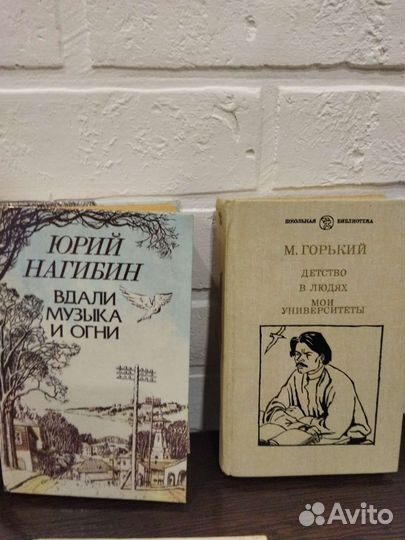 ЮРИЙ
НАГИБИН
ВДАЛИ
МУЗЫКА
И ОГНИ
ШКОЛЬНАЯ БИБЛИОТЕКА
М. ГОРЬКИЙ
ДЕТСТВО
В ЛЮДЯХ
МОИ
УНИВЕРСИТЕТЫ
Avito